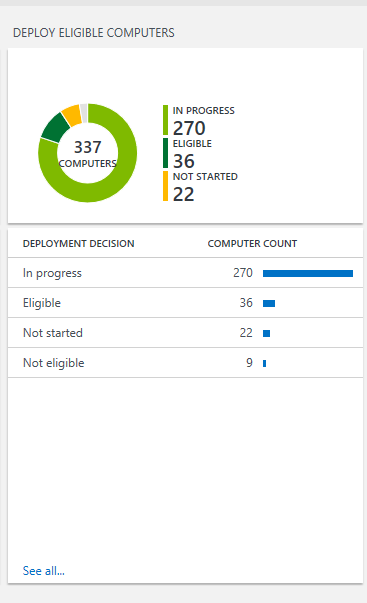 DEPLOY ELIGIBLE COMPUTERS
337
COMPUTERS
IN PROGRESS
270
ELIGIBLE
36
NOT STARTED
22
DEPLOYMENT DECISION COMPUTER COUNT
In progress 270
Eligible 36
Not started 22
Not eligible 9
See all...